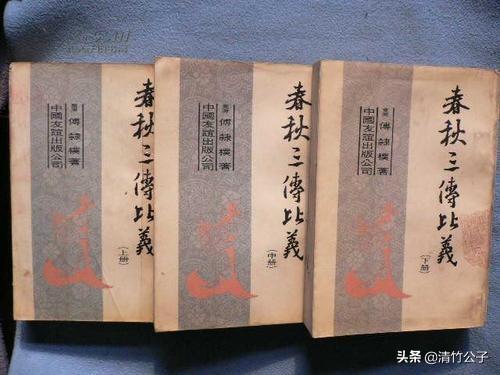 春秋三傳比義
傅隸樸著
中國友誼出版公司
(上册)
春秋三傳比義
傅隸樸著
中國友誼出版公司
(中册)
春秋三傳比義
傅隸樸著
中國友誼出版公司
(下册)
头条 @清竹公子